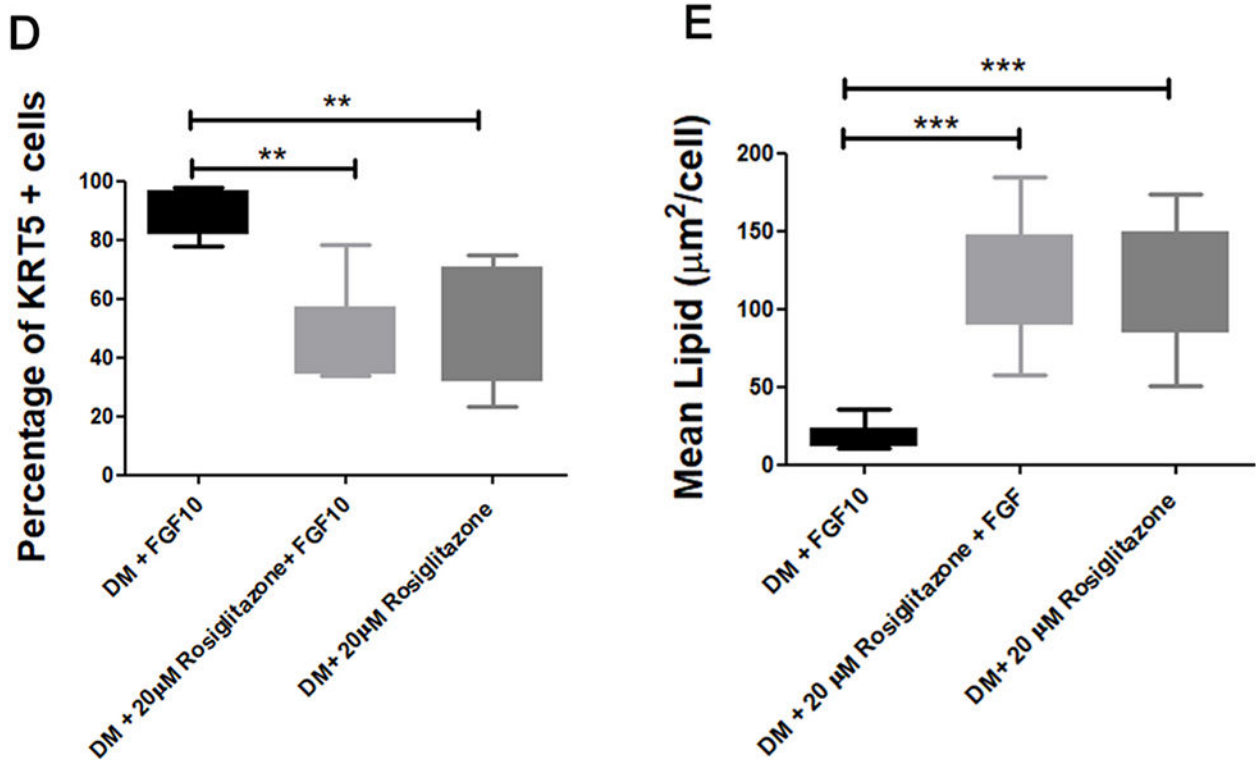 D
Percentage of KRT5 + cells
**
**
100
80
60
40
20
0
DM + FGF10
DM + 20µM Rosiglitazone+ FGF10
DM+ 20µM Rosiglitazone
E
Mean Lipid (µm²/cell)
***
***
200
150
100
50
0
DM + FGF10
DM + 20 µM Rosiglitazone + FGF
DM+ 20 µM Rosiglitazone